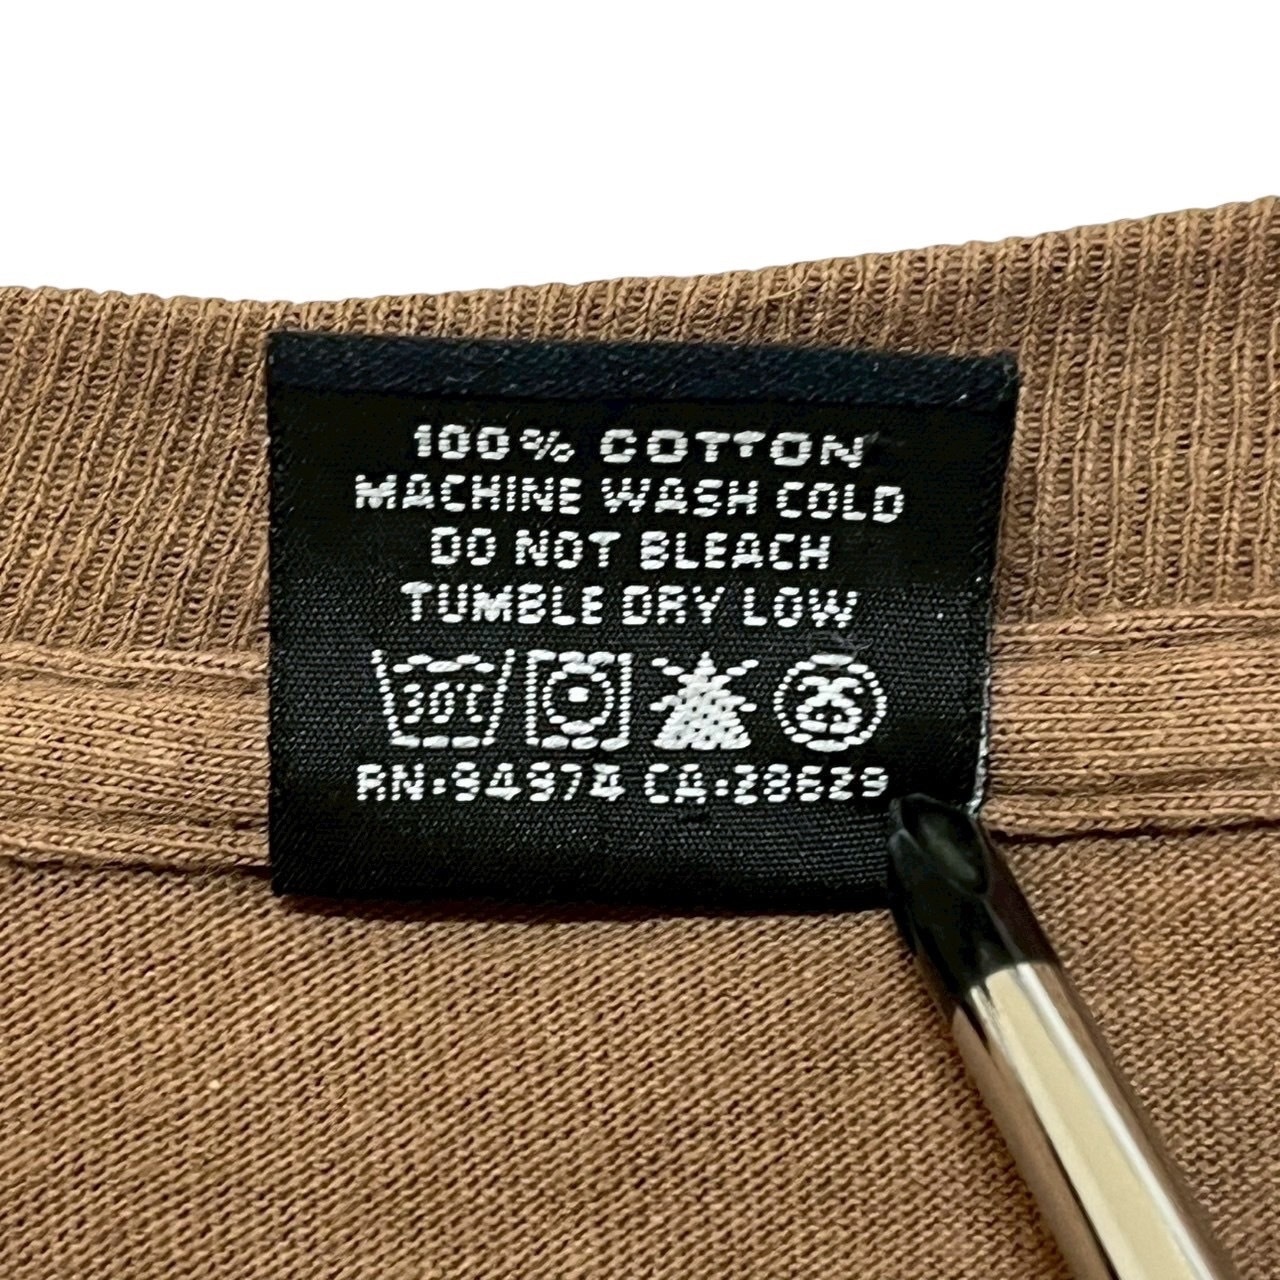 100% COTTON
MACHINE WASH COLD
DO NOT BLEACH
TUMBLE DRY LOW
30°C
RN:94974 CA:28629